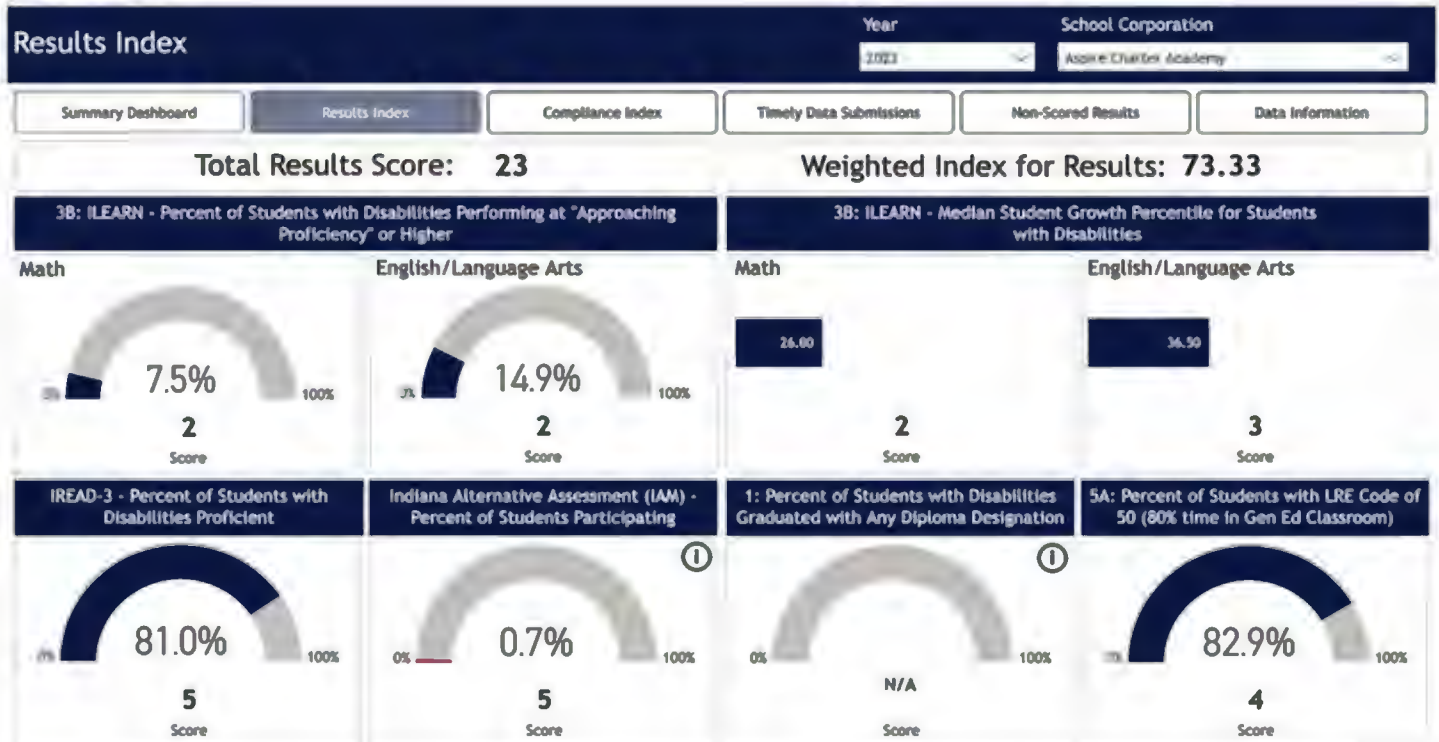 Results Index
Year
School Corporation
2023
Aspire Charter Academy
Summary Dashboard
Results Index
Compliance Index
Timely Data Submissions
Non-Scored Results
Data Information
Total Results Score: 23
Weighted Index for Results: 73.33
3B: ILEARN - Percent of Students with Disabilities Performing at "Approaching
Proficiency" or Higher
3B: ILEARN - Median Student Growth Percentile for Students
with Disabilities
Math
7.5%
100%
2
Score
English/Language Arts
14.9%
100%
2
Score
Math
26.00
2
Score
English/Language Arts
36.50
3
Score
IREAD-3 - Percent of Students with
Disabilities Proficient
81.0%
100%
5
Score
Indiana Alternative Assessment (IAM) -
Percent of Students Participating
0%
0.7%
100%
5
Score
1: Percent of Students with Disabilities
Graduated with Any Diploma Designation
0%
100%
N/A
Score
5A: Percent of Students with LRE Code of
50 (80% time in Gen Ed Classroom)
82.9%
100%
4
Score